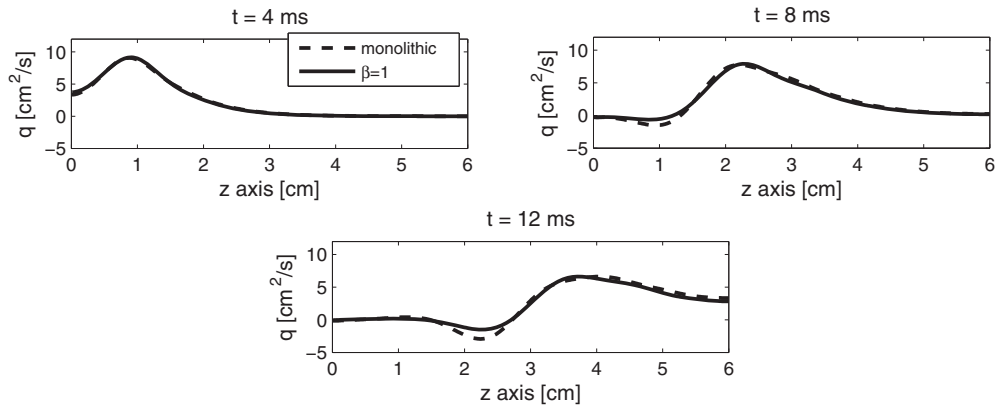 t = 4 ms
q [cm²/s]
10
5
0
−5
0 1 2 3 4 5 6
z axis [cm]
monolithic
β=1
t = 8 ms
q [cm²/s]
10
5
0
−5
0 1 2 3 4 5 6
z axis [cm]
t = 12 ms
q [cm²/s]
10
5
0
−5
0 1 2 3 4 5 6
z axis [cm]